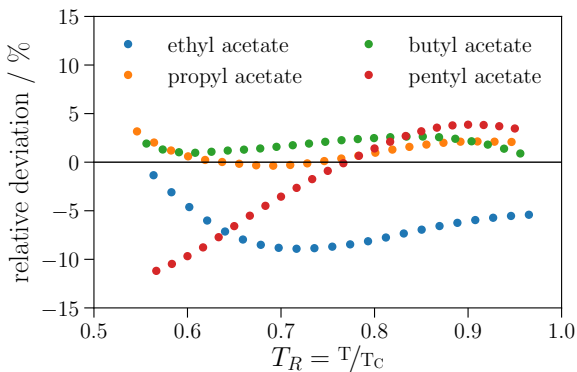 relative deviation / %
15
10
5
0
−5
−10
−15
ethyl acetate
propyl acetate
butyl acetate
pentyl acetate
0.5 0.6 0.7 0.8 0.9 1.0
T_R = T/T_C